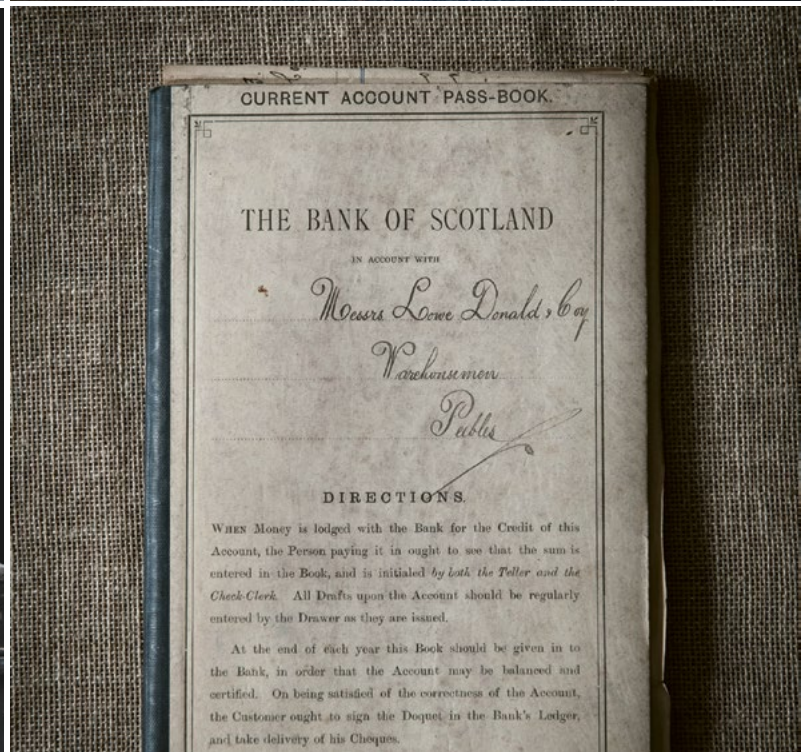 CURRENT ACCOUNT PASS-BOOK.
THE BANK OF SCOTLAND
IN ACCOUNT WITH
Messrs Lowe Donald & Coy
Warehousemen
Peebles
DIRECTIONS.
WHEN Money is lodged with the Bank for the Credit of this
Account, the Person paying it in ought to see that the sum is
entered in the Book, and is initialed by both the Teller and the
Check-Clerk. All Drafts upon the Account should be regularly
entered by the Drawer as they are issued.
At the end of each year this Book should be given in to
the Bank, in order that the Account may be balanced and
certified. On being satisfied of the correctness of the Account,
the Customer ought to sign the Doquet in the Bank's Ledger,
and take delivery of his Cheques.